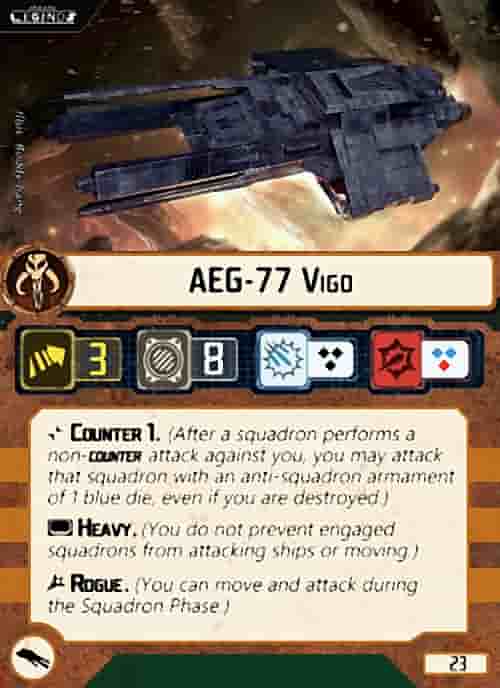 LEGENDS
AEG-77 VIGO
3 8
COUNTER 1. (After a squadron performs a
non-COUNTER attack against you, you may attack
that squadron with an anti-squadron armament
of 1 blue die, even if you are destroyed.)
HEAVY. (You do not prevent engaged
squadrons from attacking ships or moving.)
ROGUE. (You can move and attack during
the Squadron Phase.)
23